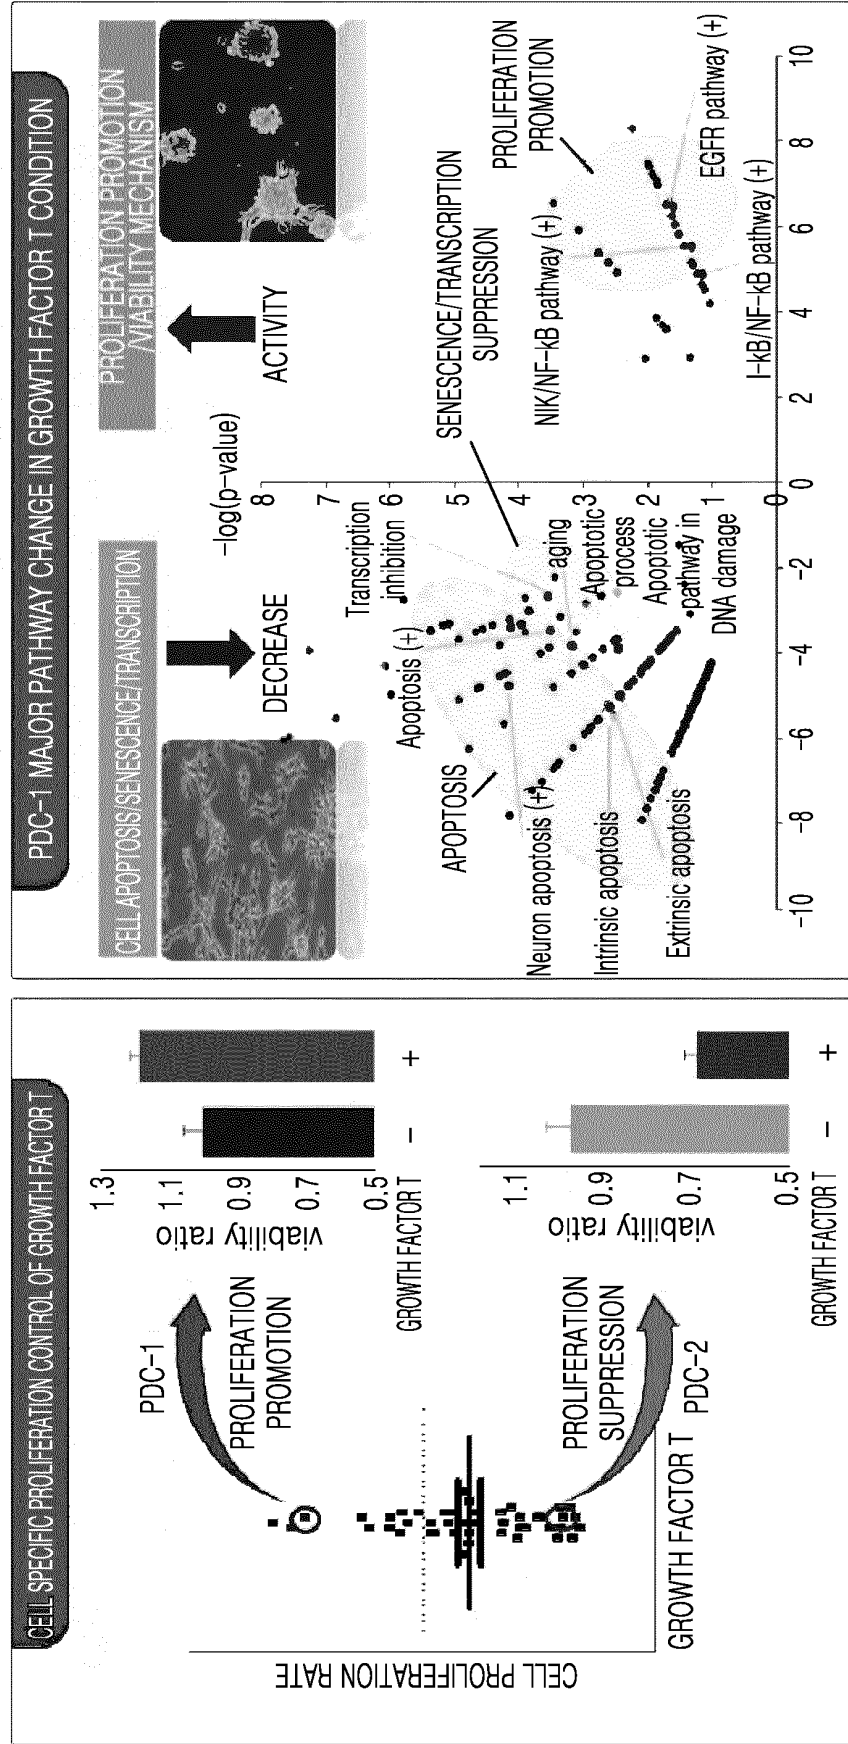 CELL SPECIFIC PROLIFERATION CONTROL OF GROWTH FACTOR T
CELL PROLIFERATION RATE
GROWTH FACTOR T
PDC-1
PROLIFERATION
PROMOTION
PROLIFERATION
SUPPRESSION
PDC-2
viability ratio
1.3
1.1
0.9
0.7
0.5
GROWTH FACTOR T
−
+
viability ratio
1.1
0.9
0.7
0.5
GROWTH FACTOR T
−
+
PDC-1 MAJOR PATHWAY CHANGE IN GROWTH FACTOR T CONDITION
CELL APOPTOSIS/SENESCENCE/TRANSCRIPTION
PROLIFERATION PROMOTION
/VIABILITY MECHANISM
DECREASE
ACTIVITY
-log(p-value)
8
7
6
5
4
3
2
1
0
Transcription
inhibition
Apoptosis (+)
APOPTOSIS
Neuron apoptosis (+)
Intrinsic apoptosis
Extrinsic apoptosis
aging
Apoptotic
process
Apoptotic
pathway in
DNA damage
SENESCENCE/TRANSCRIPTION
SUPPRESSION
NIK/NF-kB pathway (+)
PROLIFERATION
PROMOTION
EGFR pathway (+)
I-kB/NF-kB pathway (+)
-10
-8
-6
-4
-2
0
2
4
6
8
10